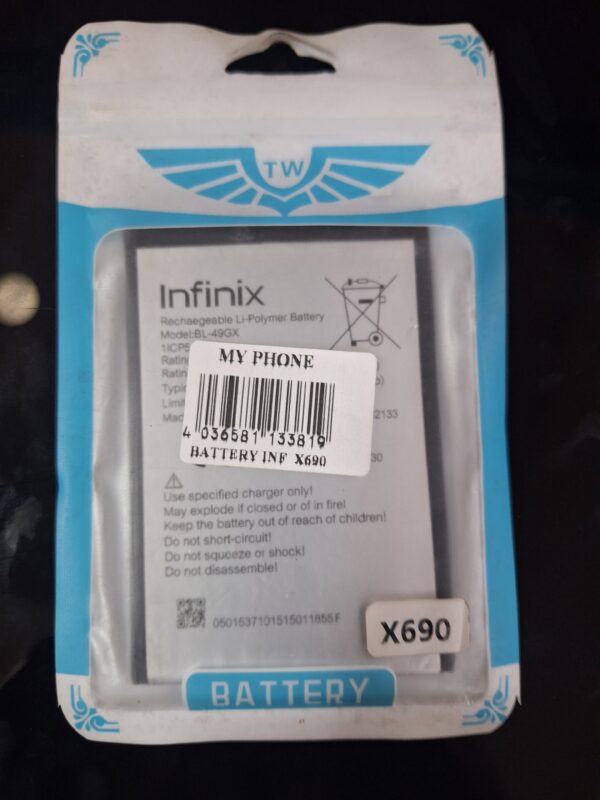 TW
Infinix
Rechaegeable Li-Polymer Battery
Model:BL-49GX
MY PHONE
4 036581 133819
BATTERY INF X690
2133
30
Use specified charger only!
May explode if closed or of in fire!
Keep the battery out of reach of children!
Do not short-circuit!
Do not squeeze or shock!
Do not disassemble!
0501537101515011855F
X690
BATTERY